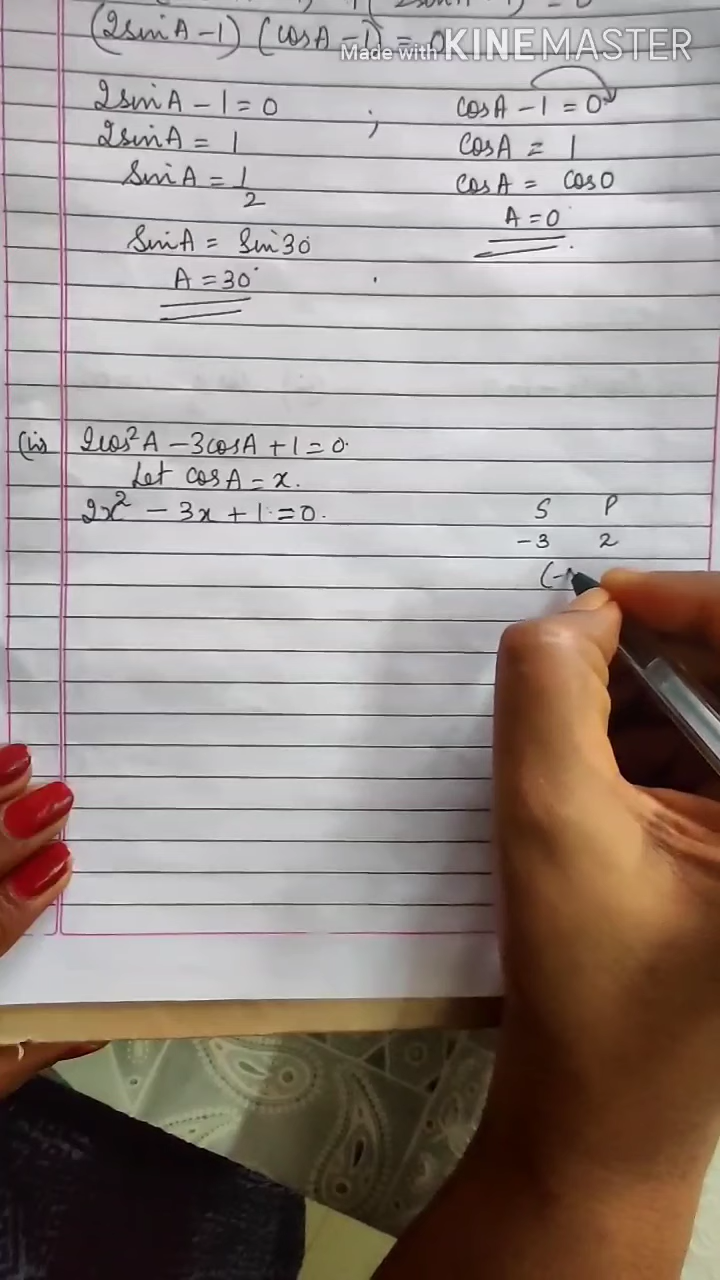 (2sinA - 1) (cosA - 1) = 0
Made with KINEMASTER
2sinA - 1 = 0 ; cosA - 1 = 0
2sinA = 1 cosA = 1
sinA = 1/2 cosA = cos0
sinA = sin30 A = 0°
A = 30°
2cos²A - 3cosA + 1 = 0.
Let cosA = x.
2x² - 3x + 1 = 0. S P
-3 2
(-